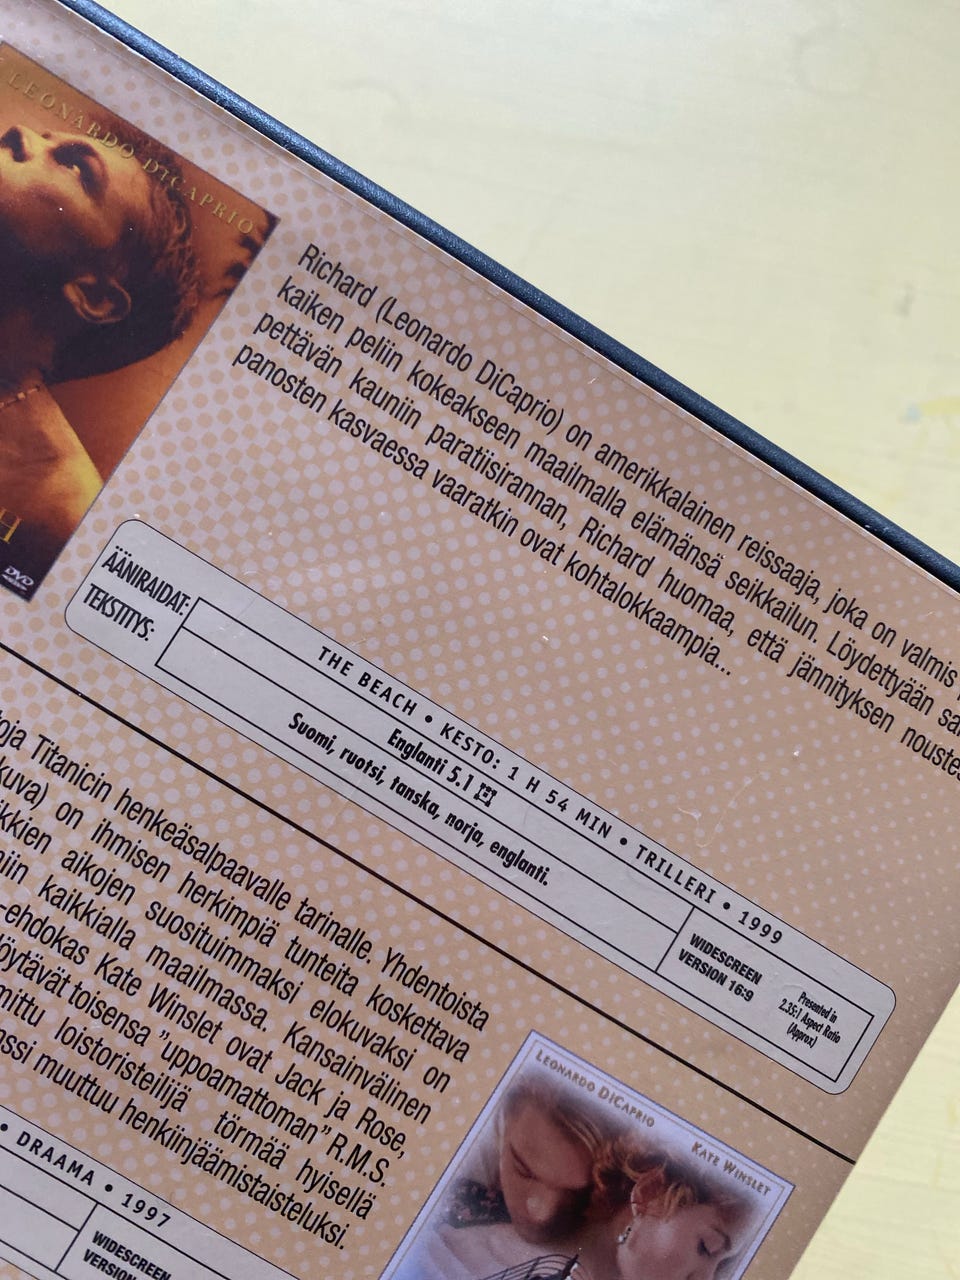 LEONARDO DICAPRIO
H
DVD
Richard (Leonardo DiCaprio) on amerikkalainen reissaaja, joka on valmis
kaiken peliin kokeakseen maailmalla elämänsä seikkailun. Löydettyään
pettävän kauniin paratiisirannan, Richard huomaa, että jännityksen
panosten kasvaessa vaaratkin ovat kohtalokkaampia...
THE BEACH • KESTO: 1 H 54 MIN • TRILLERI • 1999
ÄÄNIRAIDAT: Englanti 5.1
TEKSTITYS: Suomi, ruotsi, tanska, norja, englanti.
WIDESCREEN
VERSION 16:9
Presented in
2.35:1 Aspect Ratio
(Approx)
Titanicin henkeäsalpaavalle tarinalle. Yhdentoista
on ihmisen herkimpiä tunteita koskettava
aikojen suosituimmaksi elokuvaksi on
kaikkialla maailmassa. Kansainvälinen
-ehdokas Kate Winslet ovat Jack ja Rose,
toisensa "uppoamattoman" R.M.S.
loistoristeilijä törmää hyisellä
muuttuu henkiinjäämistaisteluksi.
• DRAAMA • 1997
WIDESCREEN
LEONARDO DICAPRIO KATE WINSLET